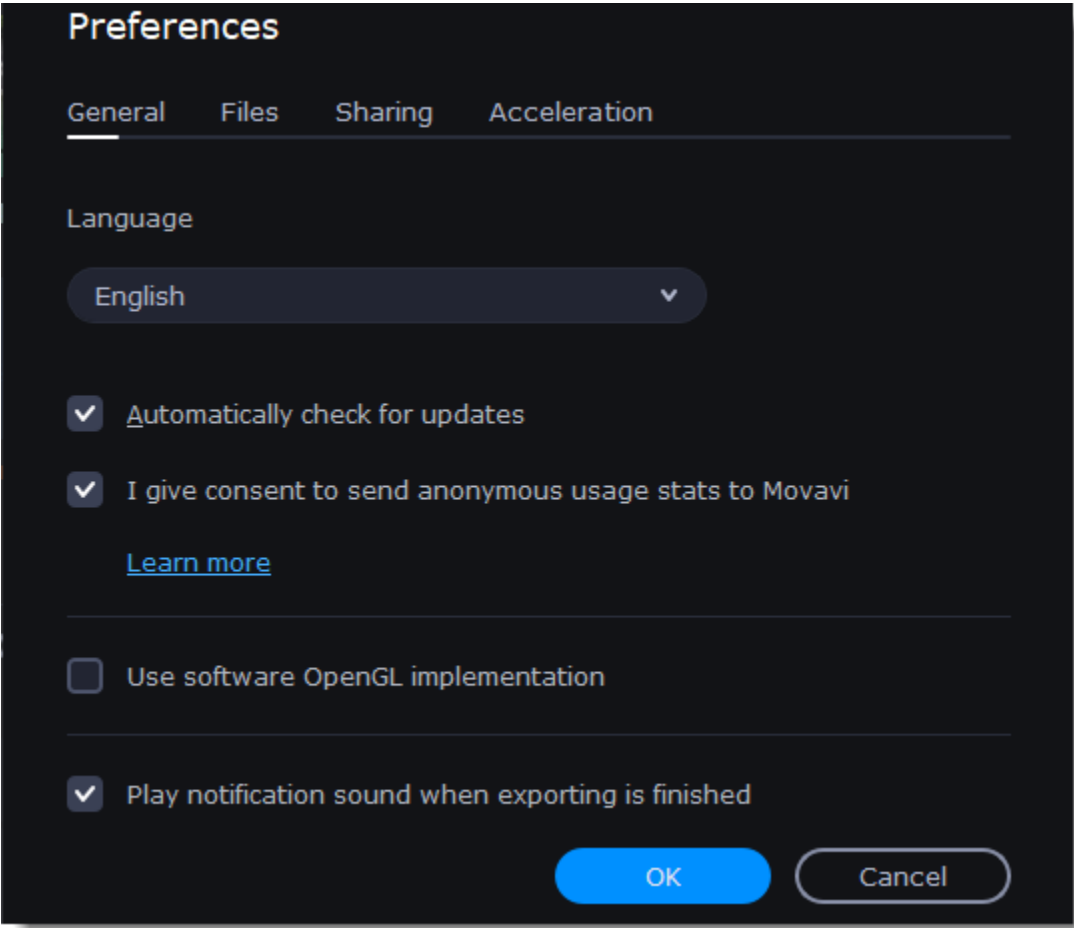 Preferences
General Files Sharing Acceleration
Language
English
Automatically check for updates
I give consent to send anonymous usage stats to Movavi
Learn more
Use software OpenGL implementation
Play notification sound when exporting is finished
OK Cancel